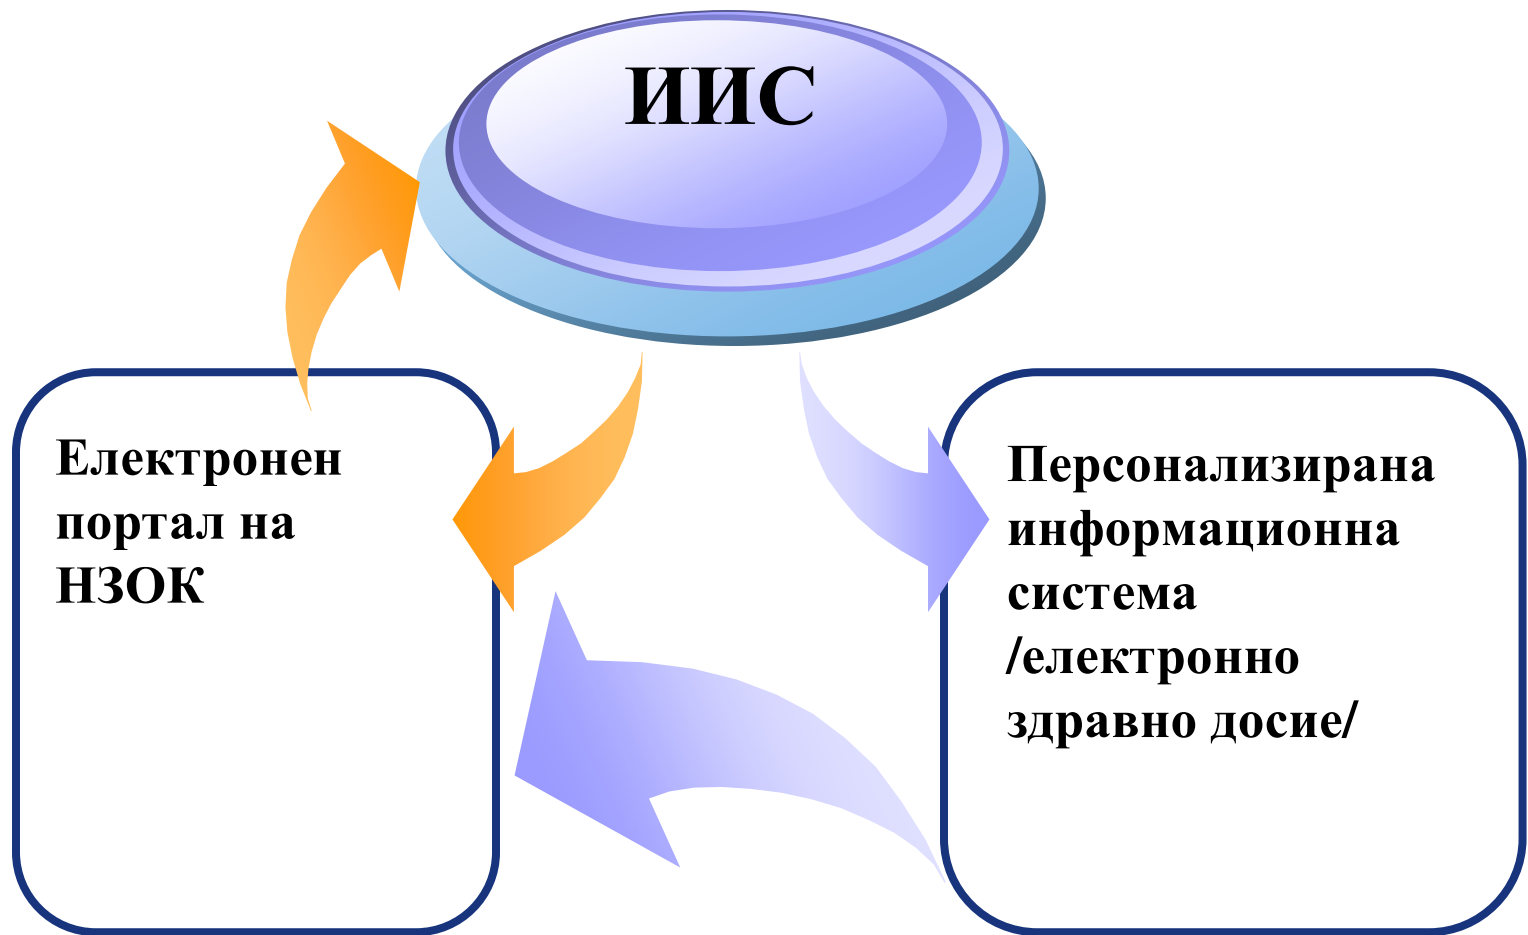 ИИС
Електронен
портал на
НЗОК
Персонализирана
информационна
система
/електронно
здравно досие/